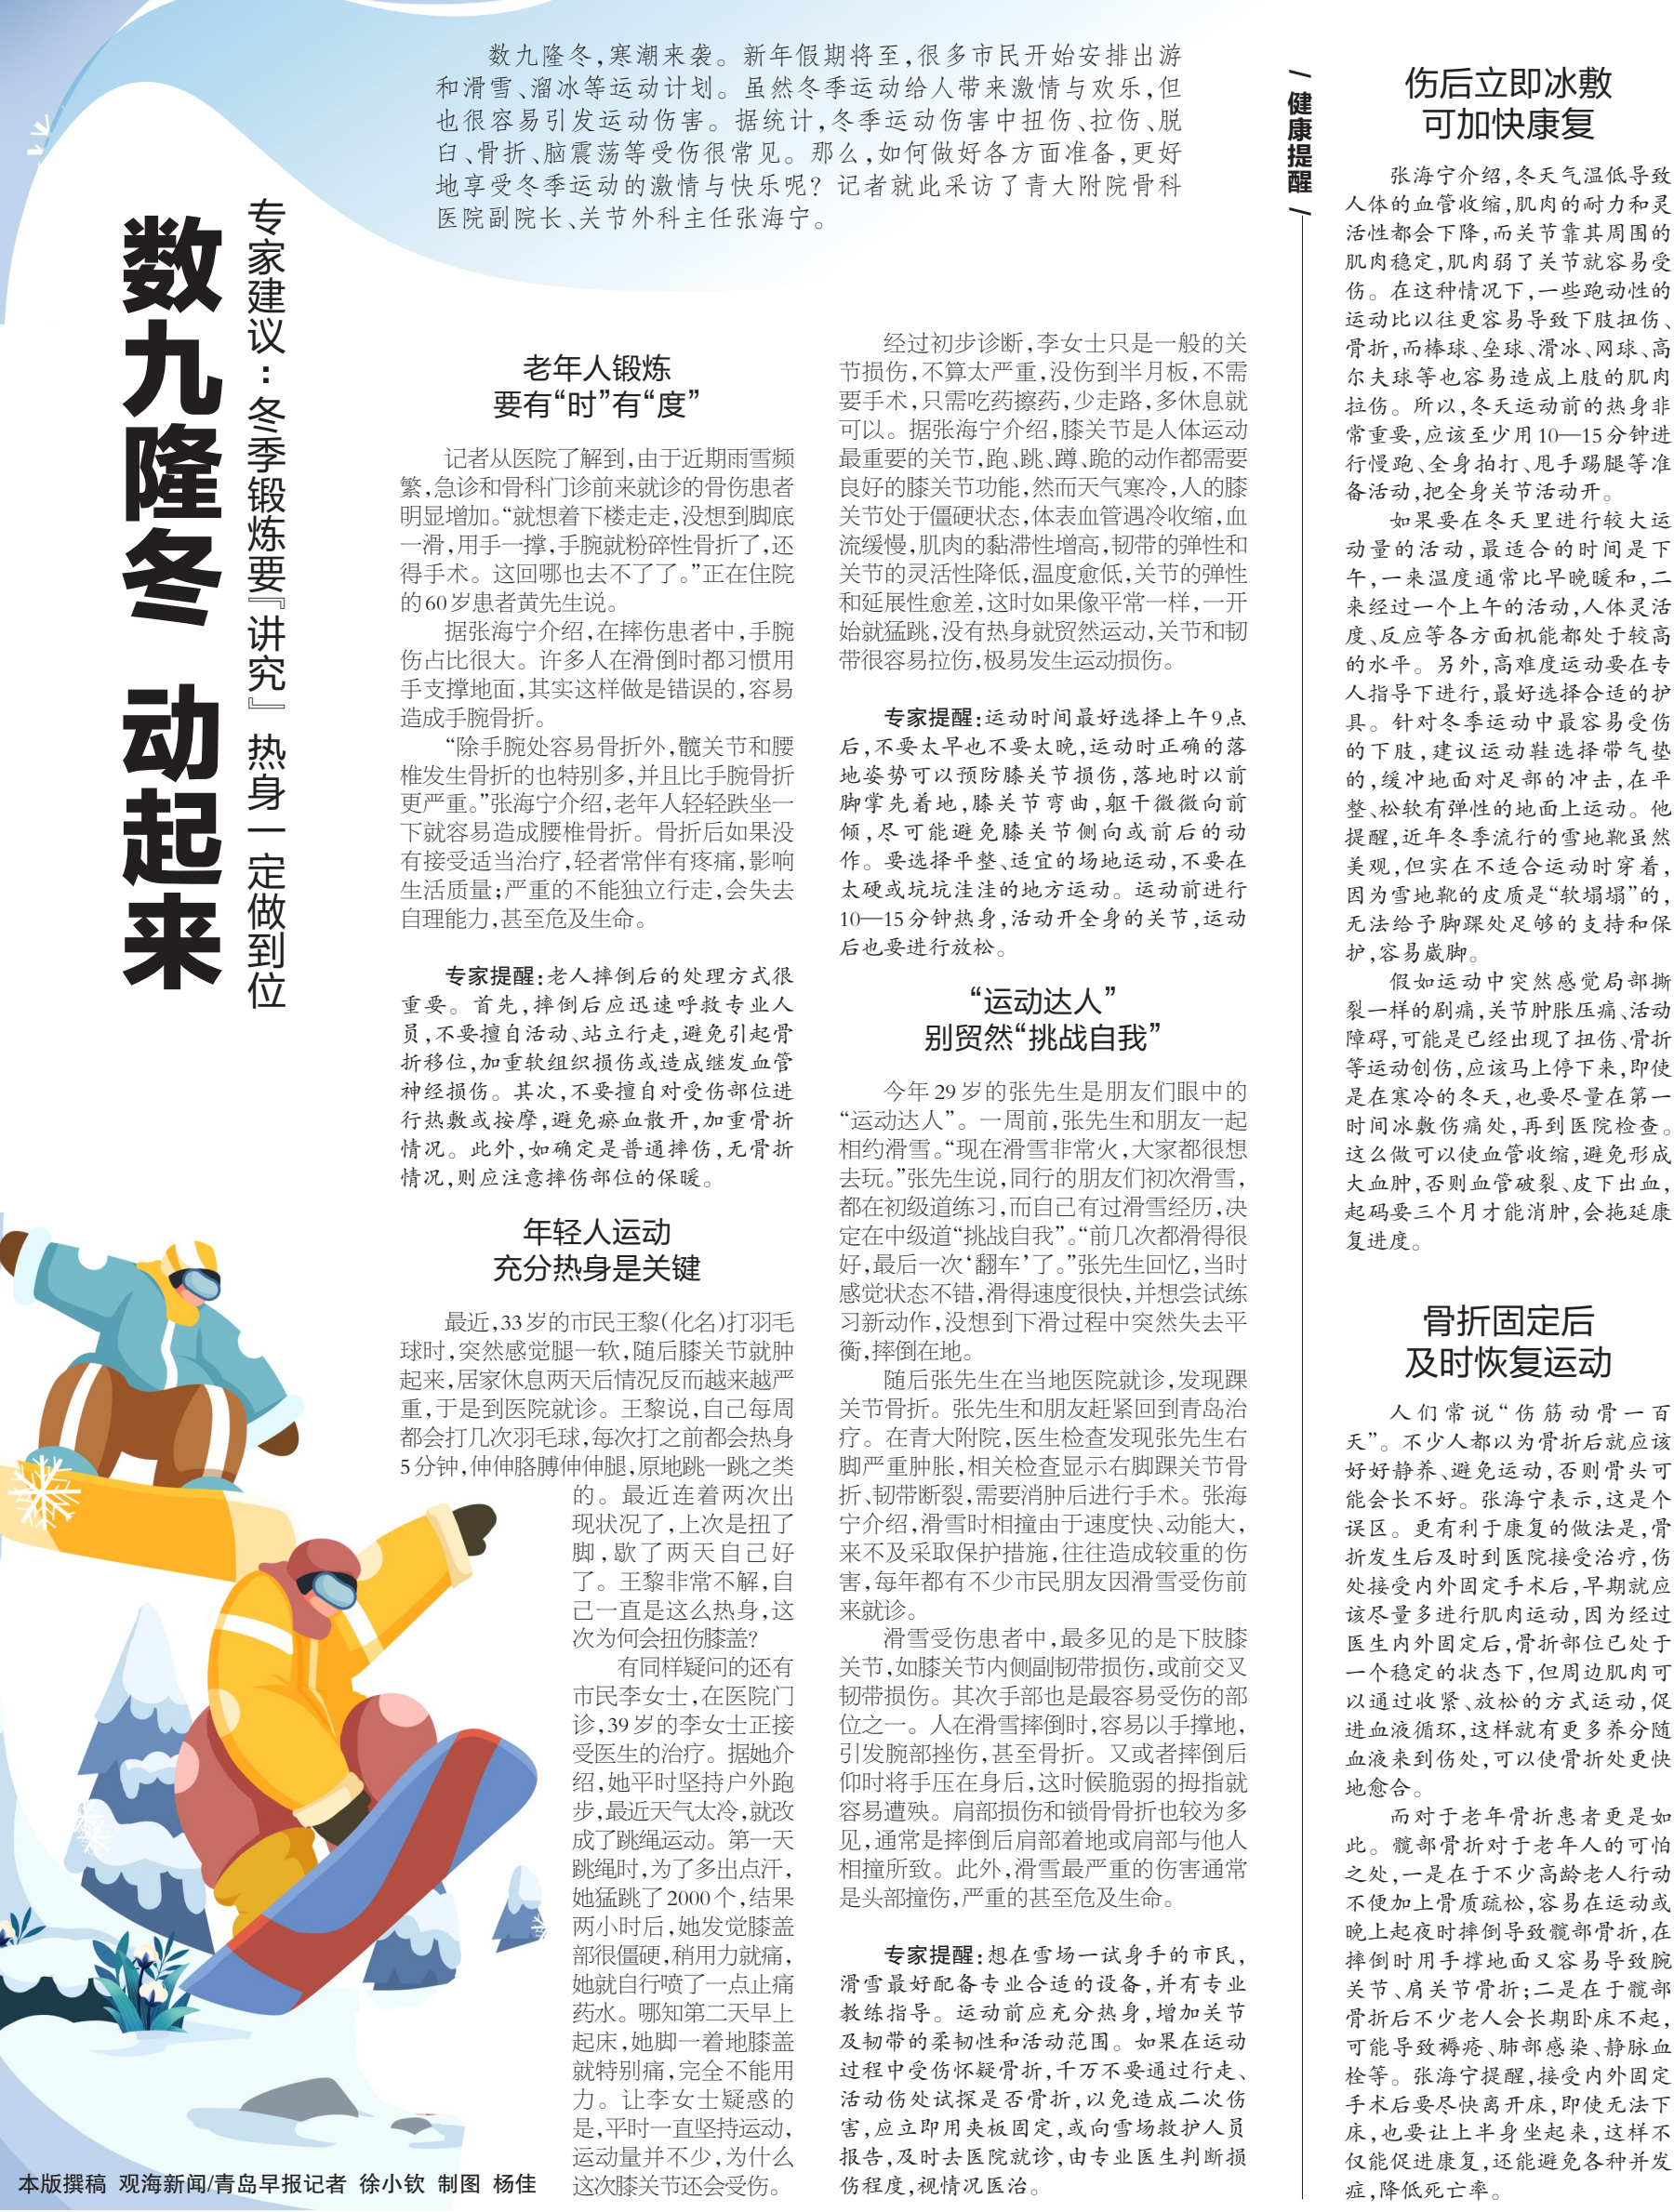 数九隆冬 动起来
专家建议：冬季锻炼要『讲究』 热身一定做到位
数九隆冬，寒潮来袭。新年假期将至，很多市民开始安排出游
和滑雪、溜冰等运动计划。虽然冬季运动给人带来激情与欢乐，但
也很容易引发运动伤害。据统计，冬季运动伤害中扭伤、拉伤、脱
臼、骨折、脑震荡等受伤很常见。那么，如何做好各方面准备，更好
地享受冬季运动的激情与快乐呢？记者就此采访了青大附院骨科
医院副院长、关节外科主任张海宁。
老年人锻炼
要有“时”有“度”
记者从医院了解到，由于近期雨雪频
繁，急诊和骨科门诊前来就诊的骨伤患者
明显增加。“就想着下楼走走，没想到脚底
一滑，用手一撑，手腕就粉碎性骨折了，还
得手术。这回哪也去不了了。”正在住院
的60岁患者黄先生说。
据张海宁介绍，在摔伤患者中，手腕
伤占比很大。许多人在滑倒时都习惯用
手支撑地面，其实这样做是错误的，容易
造成手腕骨折。
“除手腕处容易骨折外，髋关节和腰
椎发生骨折的也特别多，并且比手腕骨折
更严重。”张海宁介绍，老年人轻轻跌坐一
下就容易造成腰椎骨折。骨折后如果没
有接受适当治疗，轻者常伴有疼痛，影响
生活质量；严重的不能独立行走，会失去
自理能力，甚至危及生命。
专家提醒：老人摔倒后的处理方式很
重要。首先，摔倒后应迅速呼救专业人
员，不要擅自活动、站立行走，避免引起骨
折移位，加重软组织损伤或造成继发血管
神经损伤。其次，不要擅自对受伤部位进
行热敷或按摩，避免瘀血散开，加重骨折
情况。此外，如确定是普通摔伤，无骨折
情况，则应注意摔伤部位的保暖。
年轻人运动
充分热身是关键
最近，33岁的市民王黎（化名）打羽毛
球时，突然感觉腿一软，随后膝关节就肿
起来，居家休息两天后情况反而越来越严
重，于是到医院就诊。王黎说，自己每周
都会打几次羽毛球，每次打之前都会热身
5分钟，伸伸胳膊伸伸腿，原地跳一跳之类
的。最近连着两次出
现状况了，上次是扭了
脚，歇了两天自己好
了。王黎非常不解，自
己一直是这么热身，这
次为何会扭伤膝盖？
有同样疑问的还有
市民李女士，在医院门
诊，39岁的李女士正接
受医生的治疗。据她介
绍，她平时坚持户外跑
步，最近天气太冷，就改
成了跳绳运动。第一天
跳绳时，为了多出点汗，
她猛跳了2000个，结果
两小时后，她发觉膝盖
部很僵硬，稍用力就痛，
她就自行喷了一点止痛
药水。哪知第二天早上
起床，她脚一着地膝盖
就特别痛，完全不能用
力。让李女士疑惑的
是，平时一直坚持运动，
运动量并不少，为什么
这次膝关节还会受伤。
经过初步诊断，李女士只是一般的关
节损伤，不算太严重，没伤到半月板，不需
要手术，只需吃药擦药，少走路，多休息就
可以。据张海宁介绍，膝关节是人体运动
最重要的关节，跑、跳、蹲、跪的动作都需要
良好的膝关节功能，然而天气寒冷，人的膝
关节处于僵硬状态，体表血管遇冷收缩，血
流缓慢，肌肉的黏滞性增高，韧带的弹性和
关节的灵活性降低，温度愈低，关节的弹性
和延展性愈差，这时如果像平常一样，一开
始就猛跳，没有热身就贸然运动，关节和韧
带很容易拉伤，极易发生运动损伤。
专家提醒：运动时间最好选择上午9点
后，不要太早也不要太晚，运动时正确的落
地姿势可以预防膝关节损伤，落地时以前
脚掌先着地，膝关节弯曲，躯干微微向前
倾，尽可能避免膝关节侧向或前后的动
作。要选择平整、适宜的场地运动，不要在
太硬或坑坑洼洼的地方运动。运动前进行
10—15分钟热身，活动开全身的关节，运动
后也要进行放松。
“运动达人”
别贸然“挑战自我”
今年29岁的张先生是朋友们眼中的
“运动达人”。一周前，张先生和朋友一起
相约滑雪。“现在滑雪非常火，大家都很想
去玩。”张先生说，同行的朋友们初次滑雪，
都在初级道练习，而自己有过滑雪经历，决
定在中级道“挑战自我”。“前几次都滑得很
好，最后一次‘翻车’了。”张先生回忆，当时
感觉状态不错，滑得速度很快，并想尝试练
习新动作，没想到下滑过程中突然失去平
衡，摔倒在地。
随后张先生在当地医院就诊，发现踝
关节骨折。张先生和朋友赶紧回到青岛治
疗。在青大附院，医生检查发现张先生右
脚严重肿胀，相关检查显示右脚踝关节骨
折、韧带断裂，需要消肿后进行手术。张海
宁介绍，滑雪时相撞由于速度快、动能大，
来不及采取保护措施，往往造成较重的伤
害，每年都有不少市民朋友因滑雪受伤前
来就诊。
滑雪受伤患者中，最多见的是下肢膝
关节，如膝关节内侧副韧带损伤，或前交叉
韧带损伤。其次手部也是最容易受伤的部
位之一。人在滑雪摔倒时，容易以手撑地，
引发腕部挫伤，甚至骨折。又或者摔倒后
仰时将手压在身后，这时候脆弱的拇指就
容易遭殃。肩部损伤和锁骨骨折也较为多
见，通常是摔倒后肩部着地或肩部与他人
相撞所致。此外，滑雪最严重的伤害通常
是头部撞伤，严重的甚至危及生命。
专家提醒：想在雪场一试身手的市民，
滑雪最好配备专业合适的设备，并有专业
教练指导。运动前应充分热身，增加关节
及韧带的柔韧性和活动范围。如果在运动
过程中受伤怀疑骨折，千万不要通过行走、
活动伤处试探是否骨折，以免造成二次伤
害，应立即用夹板固定，或向雪场救护人员
报告，及时去医院就诊，由专业医生判断损
伤程度，视情况医治。
/健康提醒/
伤后立即冰敷
可加快康复
张海宁介绍，冬天气温低导致
人体的血管收缩，肌肉的耐力和灵
活性都会下降，而关节靠其周围的
肌肉稳定，肌肉弱了关节就容易受
伤。在这种情况下，一些跑动性的
运动比以往更容易导致下肢扭伤、
骨折，而棒球、垒球、滑冰、网球、高
尔夫球等也容易造成上肢的肌肉
拉伤。所以，冬天运动前的热身非
常重要，应该至少用10—15分钟进
行慢跑、全身拍打、甩手踢腿等准
备活动，把全身关节活动开。
如果要在冬天里进行较大运
动量的活动，最适合的时间是下
午，一来温度通常比早晚暖和，二
来经过一个上午的活动，人体灵活
度、反应等各方面机能都处于较高
的水平。另外，高难度运动要在专
人指导下进行，最好选择合适的护
具。针对冬季运动中最容易受伤
的下肢，建议运动鞋选择带气垫
的，缓冲地面对足部的冲击，在平
整、松软有弹性的地面上运动。他
提醒，近年冬季流行的雪地靴虽然
美观，但实在不适合运动时穿着，
因为雪地靴的皮质是“软塌塌”的，
无法给予脚踝处足够的支持和保
护，容易崴脚。
假如运动中突然感觉局部撕
裂一样的剧痛，关节肿胀压痛、活动
障碍，可能是已经出现了扭伤、骨折
等运动创伤，应该马上停下来，即使
是在寒冷的冬天，也要尽量在第一
时间冰敷伤痛处，再到医院检查。
这么做可以使血管收缩，避免形成
大血肿，否则血管破裂、皮下出血，
起码要三个月才能消肿，会拖延康
复进度。
骨折固定后
及时恢复运动
人们常说“伤筋动骨一百
天”。不少人都以为骨折后就应该
好好静养、避免运动，否则骨头可
能会长不好。张海宁表示，这是个
误区。更有利于康复的做法是，骨
折发生后及时到医院接受治疗，伤
处接受内外固定手术后，早期就应
该尽量多进行肌肉运动，因为经过
医生内外固定后，骨折部位已处于
一个稳定的状态下，但周边肌肉可
以通过收紧、放松的方式运动，促
进血液循环，这样就有更多养分随
血液来到伤处，可以使骨折处更快
地愈合。
而对于老年骨折患者更是如
此。髋部骨折对于老年人的可怕
之处，一是在于不少高龄老人行动
不便加上骨质疏松，容易在运动或
晚上起夜时摔倒导致髋部骨折，在
摔倒时用手撑地面又容易导致腕
关节、肩关节骨折；二是在于髋部
骨折后不少老人会长期卧床不起，
可能导致褥疮、肺部感染、静脉血
栓等。张海宁提醒，接受内外固定
手术后要尽快离开床，即使无法下
床，也要让上半身坐起来，这样不
仅能促进康复，还能避免各种并发
症，降低死亡率。
本版撰稿 观海新闻/青岛早报记者 徐小钦 制图 杨佳